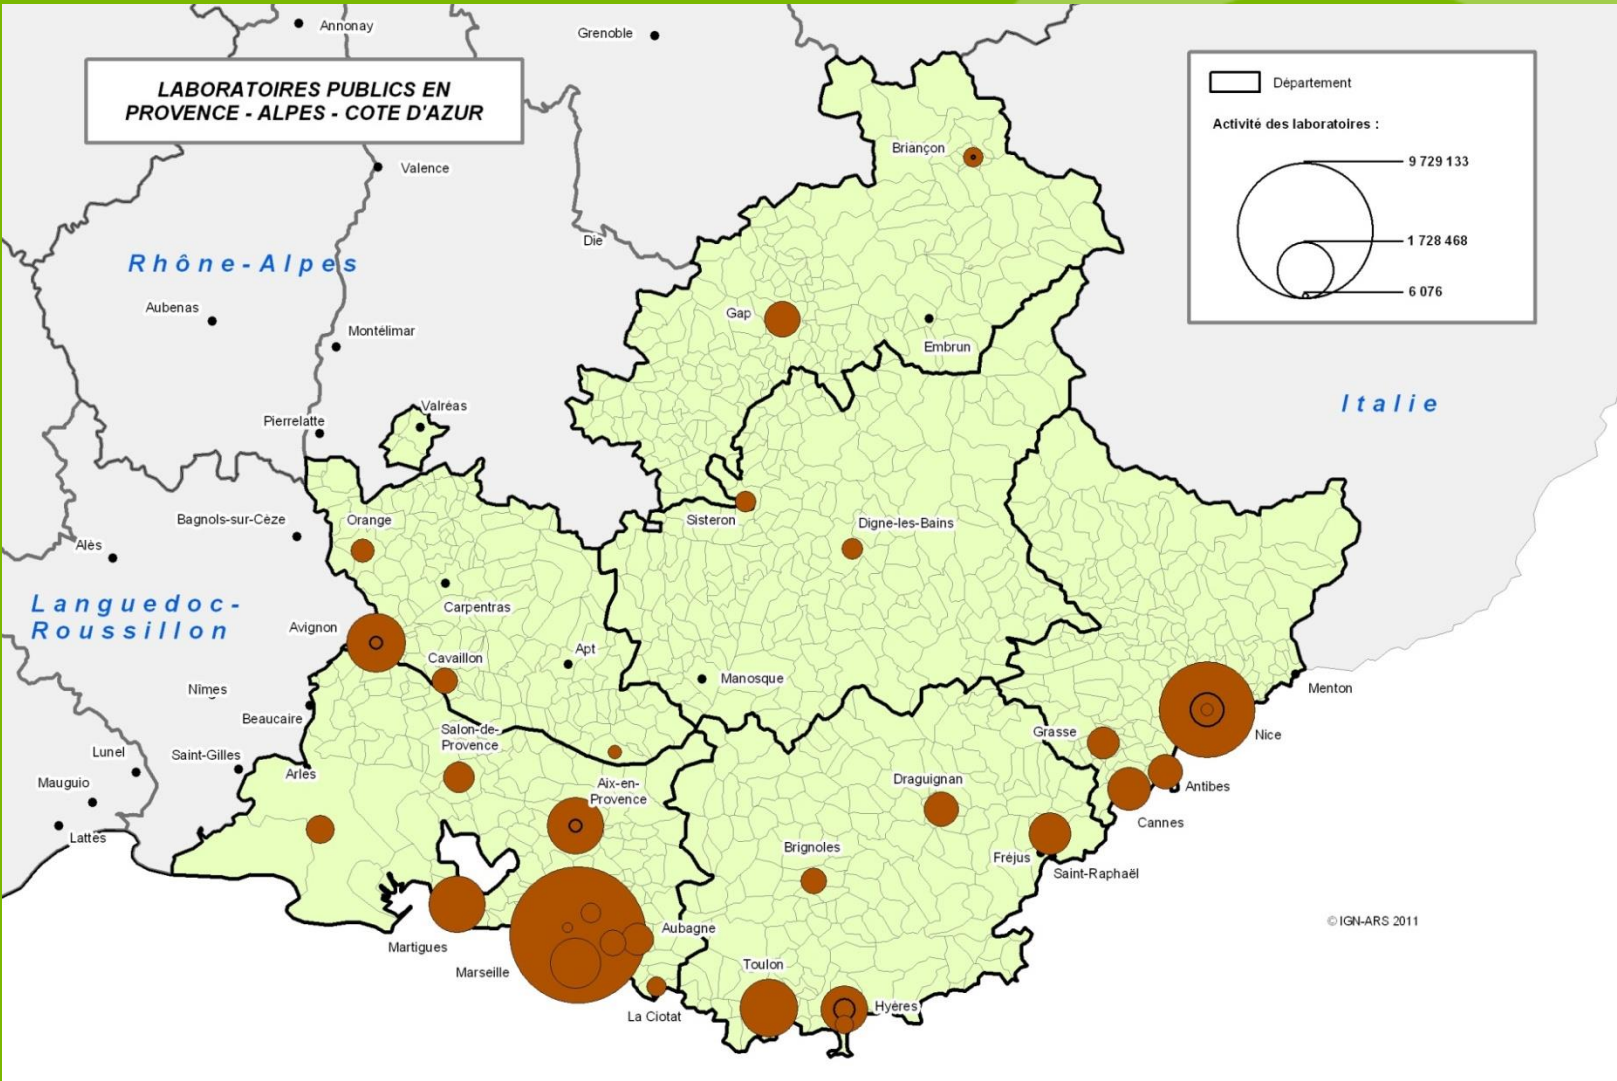 LABORATOIRES PUBLICS EN
PROVENCE - ALPES - COTE D'AZUR
Département
Activité des laboratoires :
9 729 133
1 728 468
6 076
Annonay
Grenoble
Valence
Briançon
Die
Rhône-Alpes
Aubenas
Montélimar
Gap
Embrun
Italie
Valréas
Pierrelatte
Bagnols-sur-Cèze
Orange
Sisteron
Digne-les-Bains
Alès
Languedoc-
Roussillon
Carpentras
Avignon
Cavaillon
Apt
Manosque
Menton
Nîmes
Beaucaire
Salon-de-
Provence
Grasse
Nice
Lunel
Saint-Gilles
Mauguio
Arles
Aix-en-
Provence
Draguignan
Antibes
Cannes
Lattes
Brignoles
Fréjus
Saint-Raphaël
Martigues
Marseille
Aubagne
Toulon
Hyères
La Ciotat
© IGN-ARS 2011